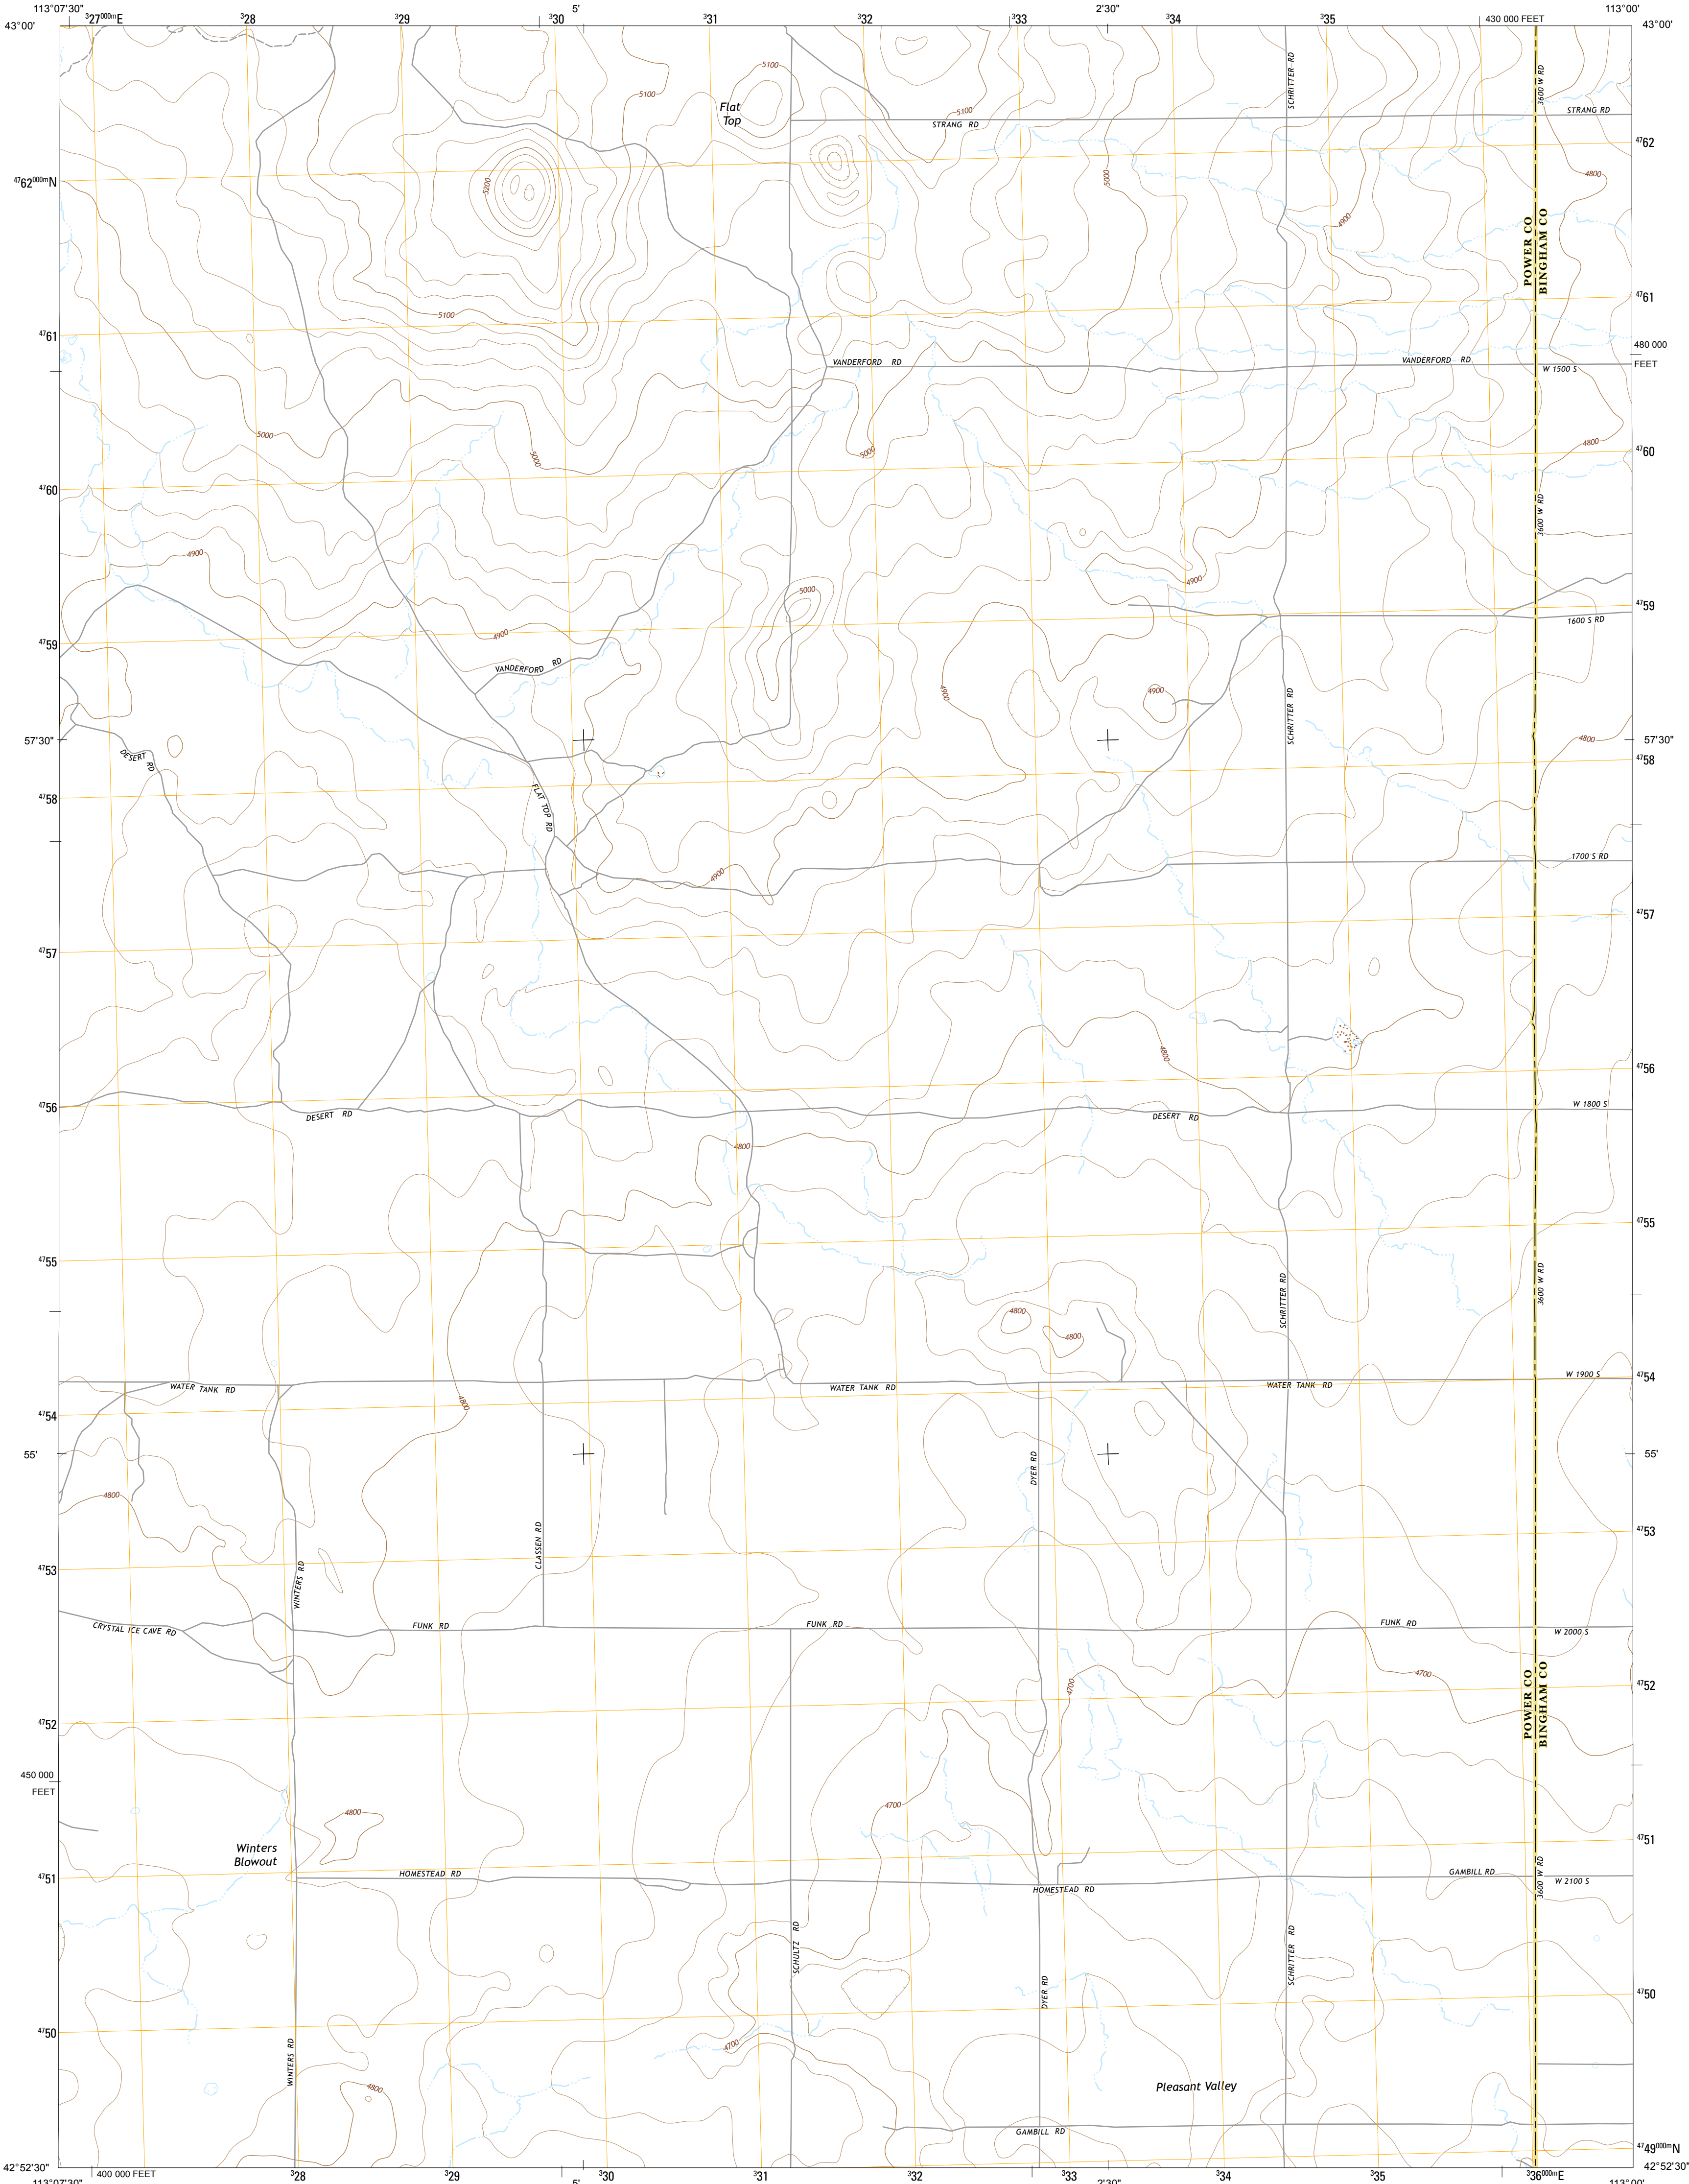 113°07'30" 327000mE 328 329 330 5' 331 332 333 2'30" 334 335 430 000 FEET 113°00'
43°00' 43°00'
SCHRITTER RD
3600 W RD
5100
5100
Flat
Top
5100
STRANG RD
STRANG RD
4762
4762000mN
5200
5000
4800
4900
POWER CO
BINGHAM CO
5100
4761
4761
480 000
FEET
VANDERFORD RD
VANDERFORD RD
W 1500 S
5000
5000
5000
4800
4760
4760
3600 W RD
4900
4900
4759
1600 S RD
4759
4900
VANDERFORD RD
4900
4900
SCHRITTER RD
57'30"
57'30"
DESERT RD
4800
4758
4758
FLAT TOP RD
4900
1700 S RD
4757
4757
4800
4756
4756
DESERT RD
DESERT RD
W 1800 S
4800
4755
4755
SCHRITTER RD
3600 W RD
4800
4800
WATER TANK RD
WATER TANK RD
WATER TANK RD
W 1900 S
4754
4754
4800
55'
55'
DYER RD
4800
CLASSEN RD
4753
4753
WINTERS RD
CRYSTAL ICE CAVE RD
FUNK RD
FUNK RD
FUNK RD
W 2000 S
4700
4700
POWER CO
BINGHAM CO
4752
4752
450 000
FEET
4800
4700
Winters
Blowout
4751
4751
HOMESTEAD RD
HOMESTEAD RD
GAMBILL RD
W 2100 S
3600 W RD
SCHULTZ RD
SCHRITTER RD
DYER RD
4750
4750
4700
WINTERS RD
4800
Pleasant Valley
GAMBILL RD
4749000mN
42°52'30" 42°52'30"
113°07'30" 400 000 FEET 328 329 5' 330 331 332 333 2'30" 334 335 336000mE 113°00'